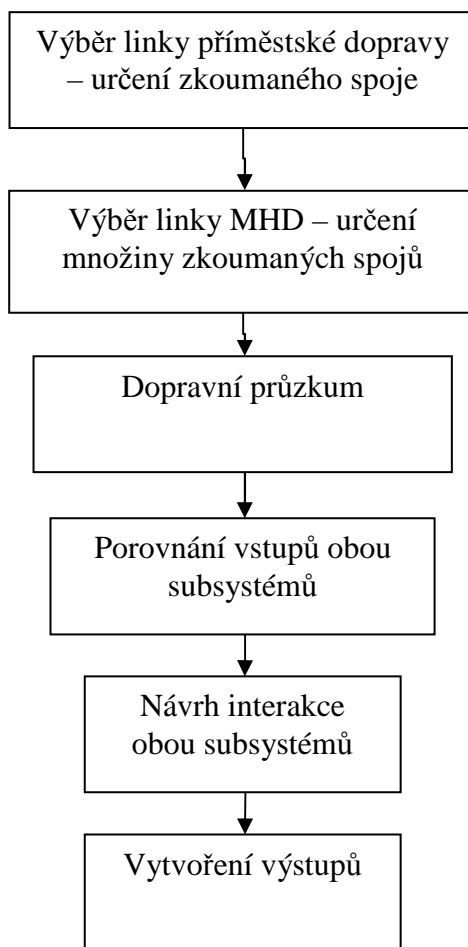 Výběr linky příměstské dopravy
– určení zkoumaného spoje
Výběr linky MHD – určení
množiny zkoumaných spojů
Dopravní průzkum
Porovnání vstupů obou
subsystémů
Návrh interakce
obou subsystémů
Vytvoření výstupů